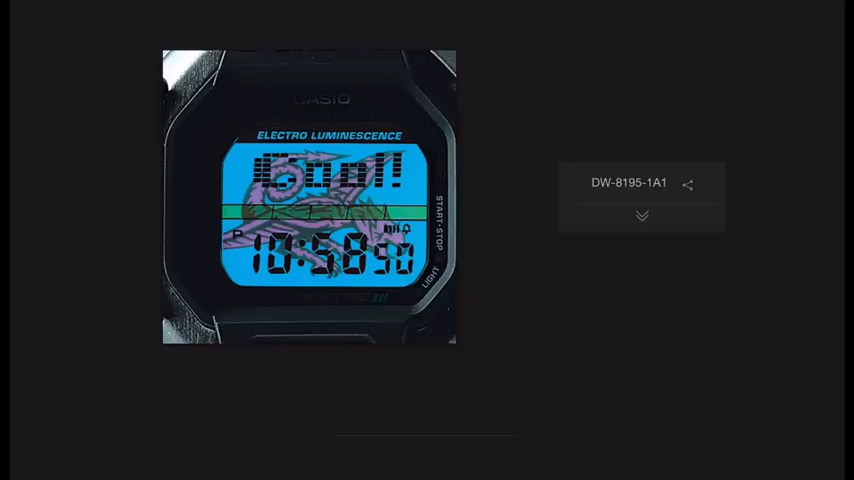 CASIO
ELECTRO LUMINESCENCE
Cool!
P
10:58 50
START·STOP
LIGHT
DW-8195-1A1